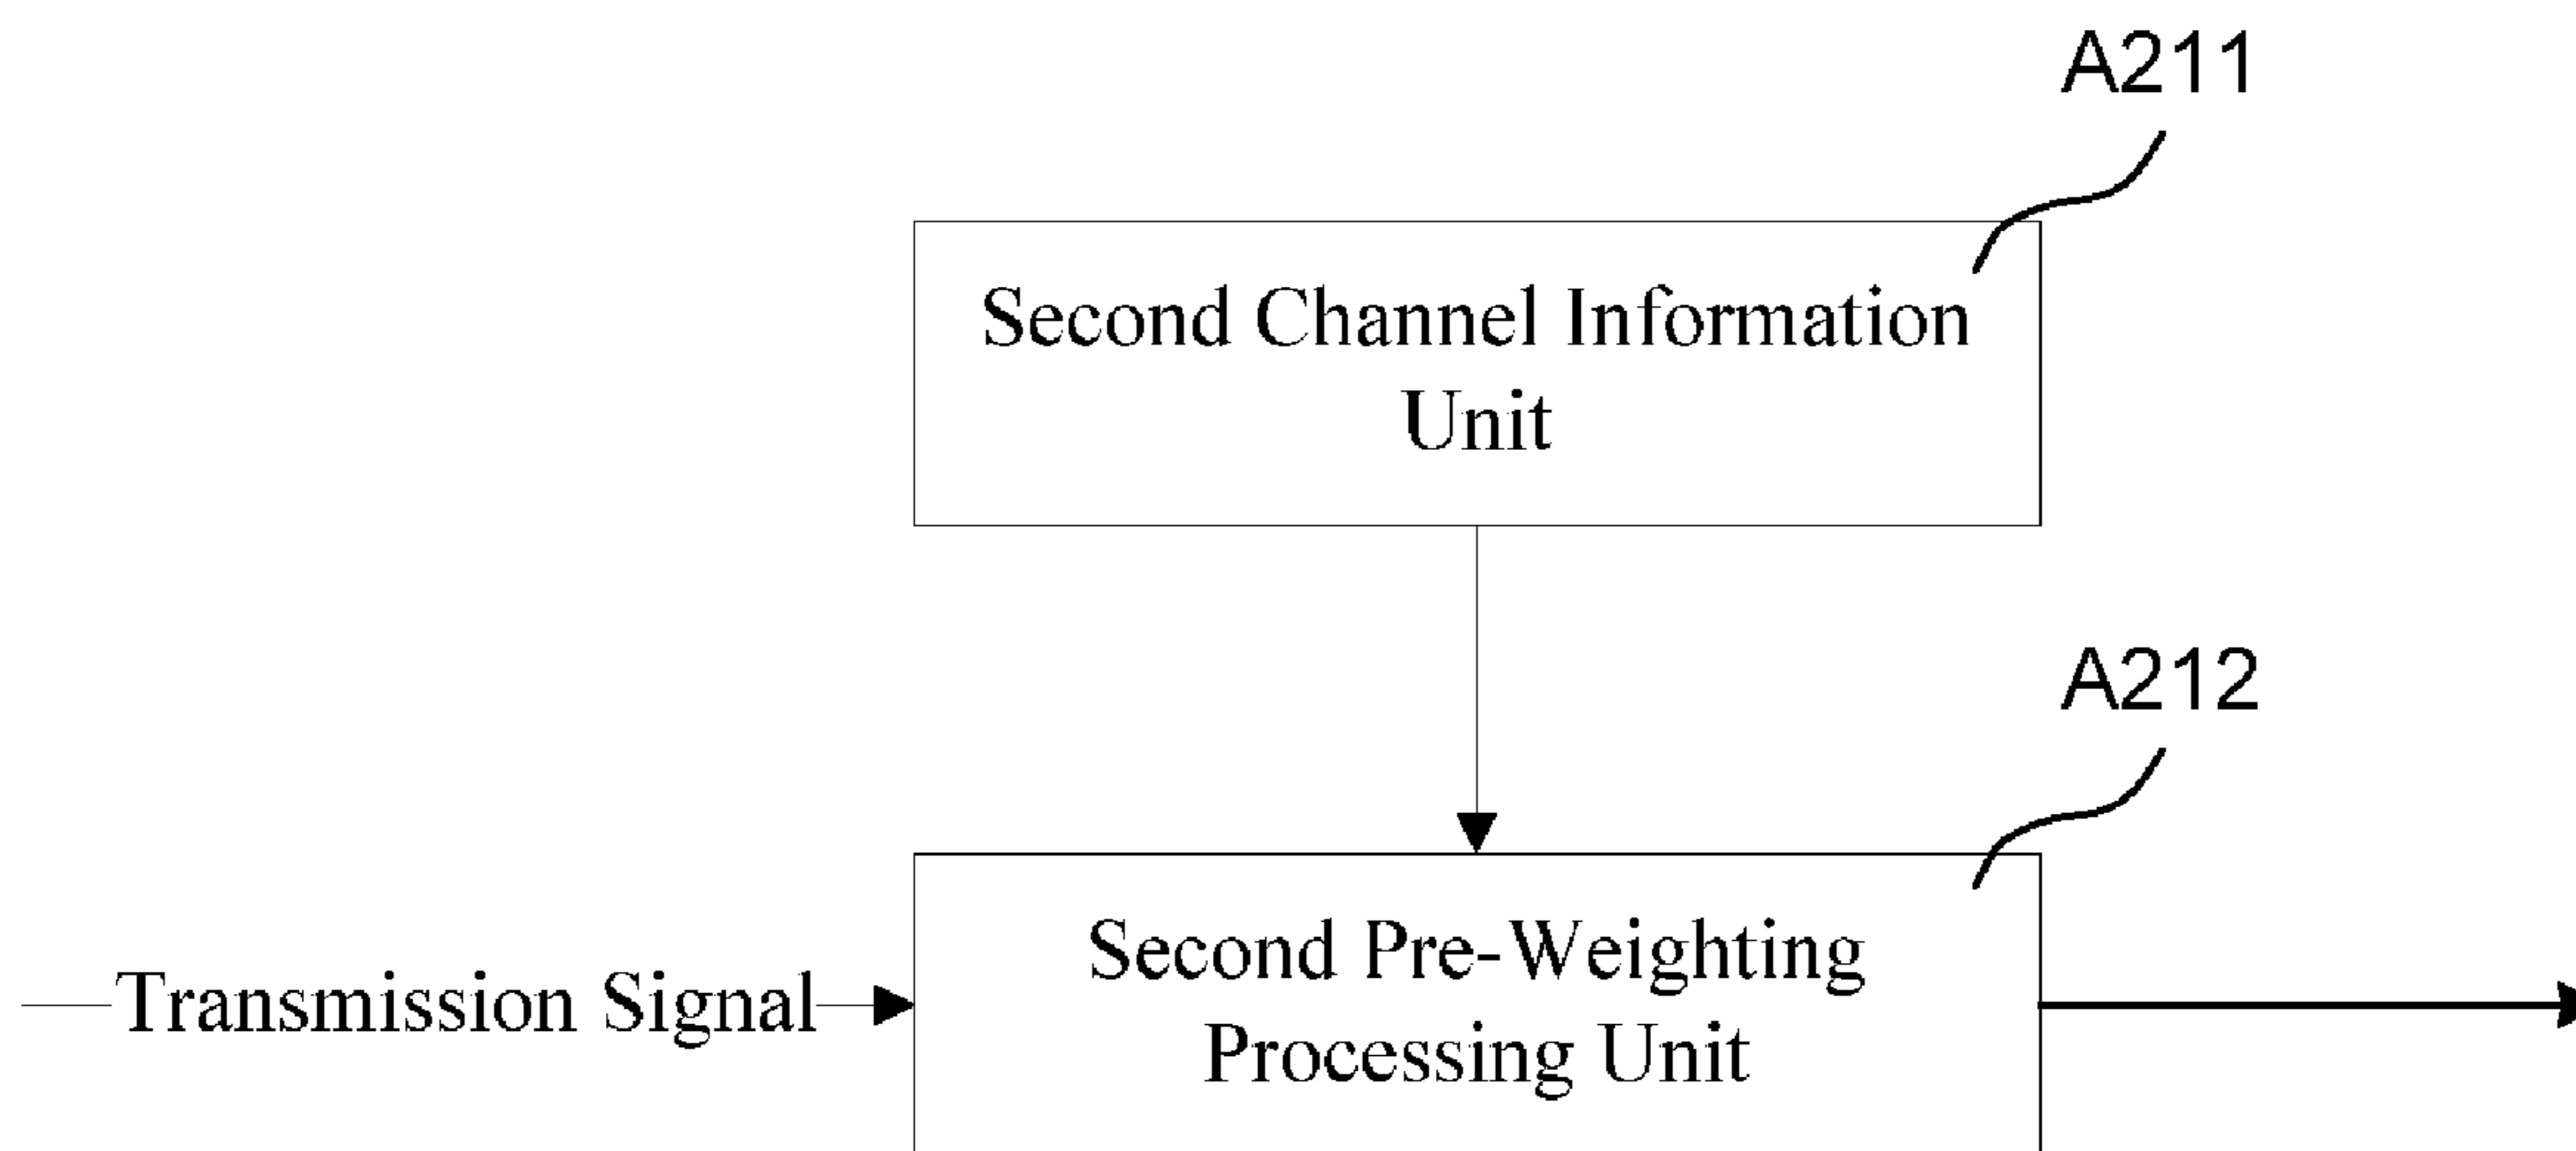 A211
Second Channel Information
Unit
A212
Second Pre-Weighting
Transmission Signal
Processing Unit